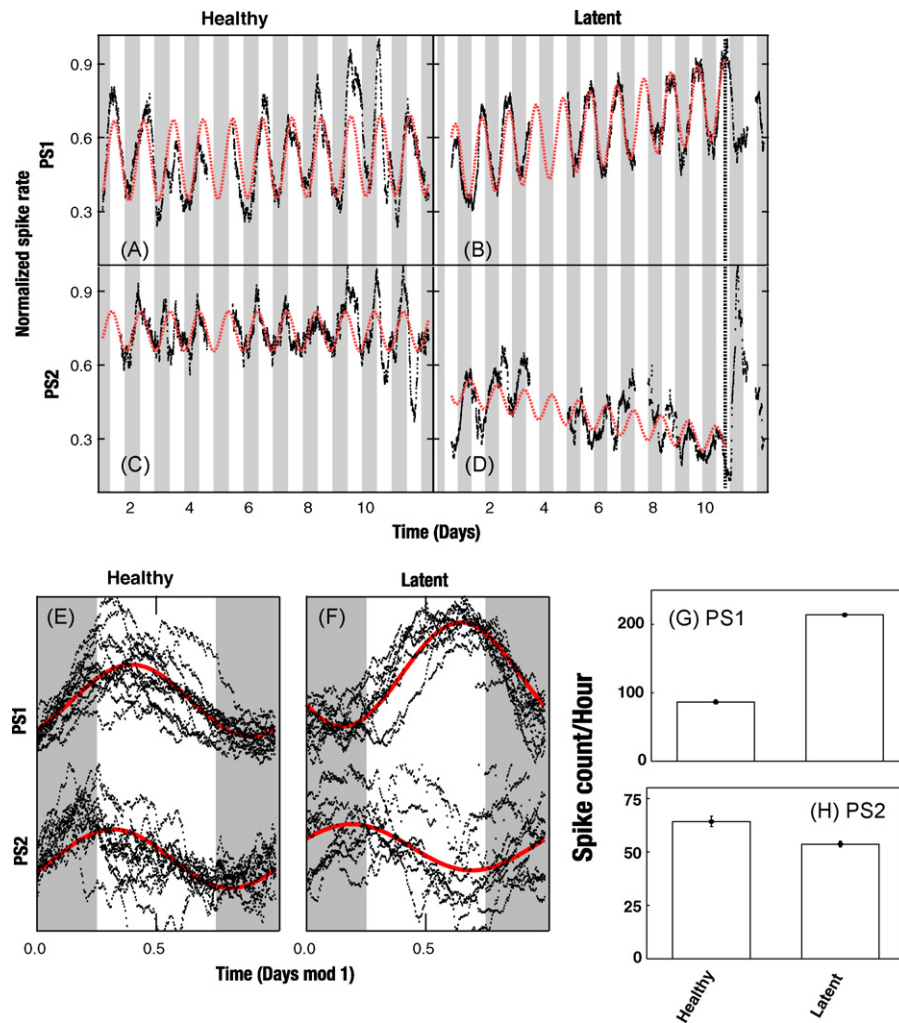 Healthy
Latent
Normalized spike rate
PS1
0.9
0.6
0.3
(A)
(B)
PS2
0.9
0.6
0.3
(C)
(D)
2 4 6 8 10 2 4 6 8 10
Time (Days)
Healthy
Latent
PS1
PS2
(E)
(F)
0.0 0.5 0.0 0.5
Time (Days mod 1)
Spike count/Hour
(G) PS1
200
100
0
(H) PS2
75
50
25
0
Healthy
Latent